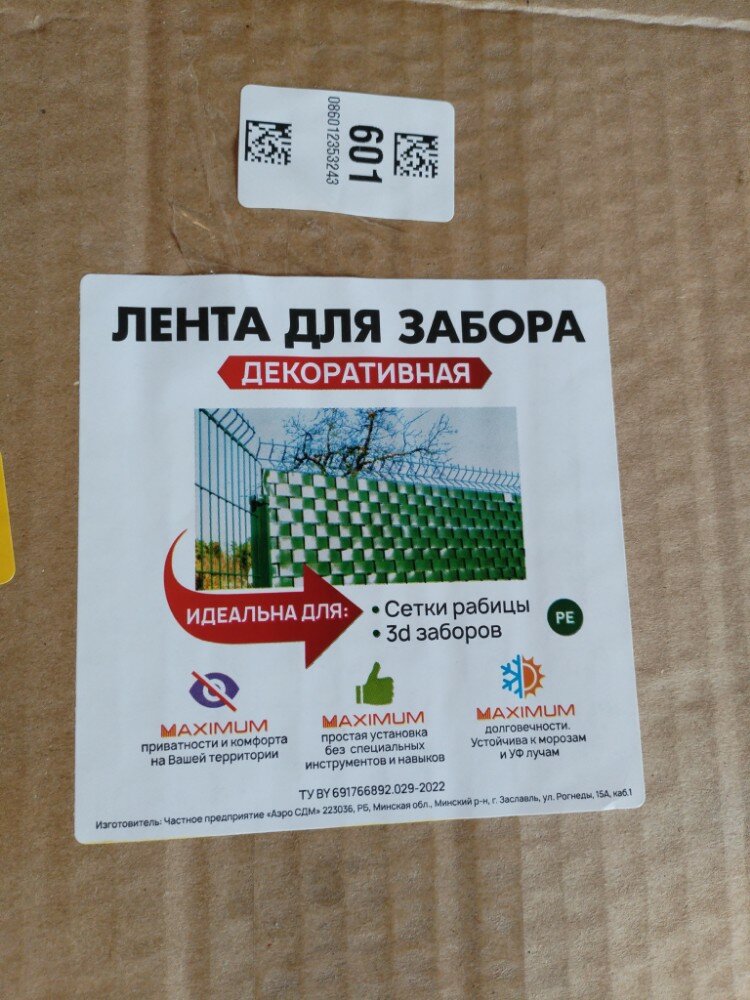 601
086012353243
ЛЕНТА ДЛЯ ЗАБОРА
ДЕКОРАТИВНАЯ
ИДЕАЛЬНА ДЛЯ:
• Сетки рабицы
• 3d заборов
PE
MAXIMUM
приватности и комфорта
на Вашей территории
MAXIMUM
простая установка
без специальных
инструментов и навыков
MAXIMUM
долговечности.
Устойчива к морозам
и УФ лучам
ТУ BY 691766892.029-2022
Изготовитель: Частное предприятие «Аэро СДМ» 223036, РБ, Минская обл., Минский р-н, г. Заславль, ул. Рогнеды, 15А, каб.1